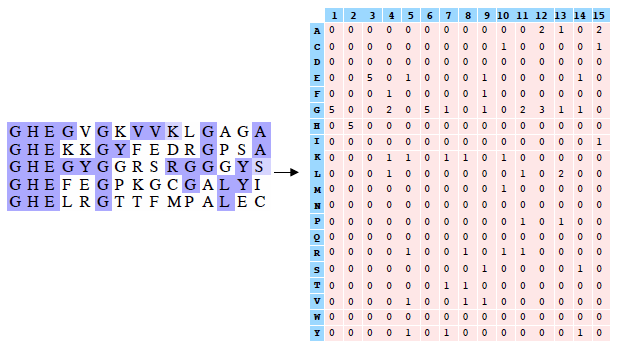 GHEGVGKVVKLGAGA
GHEKKGYFEDRGPSA
GHEGYGGRSRGGGYS
GHEFEGPKGCGALYI
GHELRGTTFMPALEC
1 2 3 4 5 6 7 8 9 10 11 12 13 14 15
A 0 0 0 0 0 0 0 0 0 0 0 2 1 0 2
C 0 0 0 0 0 0 0 0 0 1 0 0 0 0 1
D 0 0 0 0 0 0 0 0 0 0 0 0 0 0 0
E 0 0 5 0 1 0 0 0 1 0 0 0 0 1 0
F 0 0 0 1 0 0 0 0 1 0 0 0 0 0 0
G 5 0 0 2 0 5 1 0 1 0 2 3 1 1 0
H 0 5 0 0 0 0 0 0 0 0 0 0 0 0 0
I 0 0 0 0 0 0 0 0 0 0 0 0 0 0 1
K 0 0 0 1 1 0 1 1 0 1 0 0 0 0 0
L 0 0 0 1 0 0 0 0 0 0 1 0 2 0 0
M 0 0 0 0 0 0 0 0 0 1 0 0 0 0 0
N 0 0 0 0 0 0 0 0 0 0 0 0 0 0 0
P 0 0 0 0 0 0 0 0 0 0 1 0 1 0 0
Q 0 0 0 0 0 0 0 0 0 0 0 0 0 0 0
R 0 0 0 0 1 0 0 1 0 1 1 0 0 0 0
S 0 0 0 0 0 0 0 0 1 0 0 0 0 1 0
T 0 0 0 0 0 0 1 1 0 0 0 0 0 0 0
V 0 0 0 0 1 0 0 1 1 0 0 0 0 0 0
W 0 0 0 0 0 0 0 0 0 0 0 0 0 0 0
Y 0 0 0 0 1 0 1 0 0 0 0 0 0 1 0